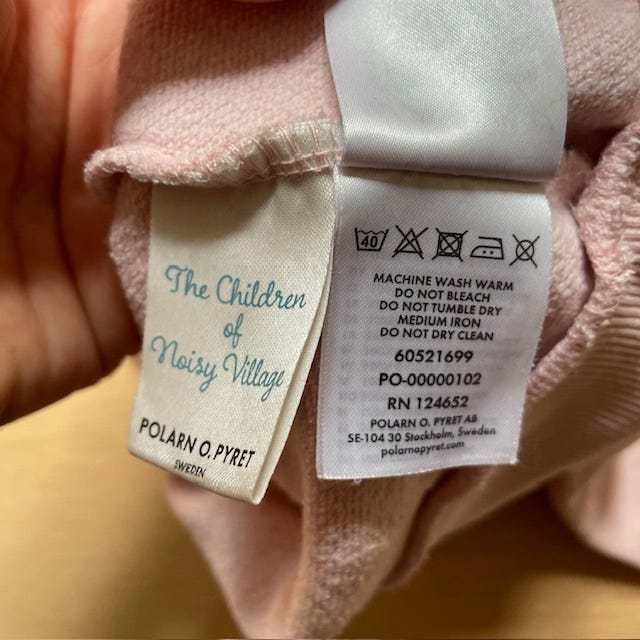 The Children
of
Noisy Village
POLARN O. PYRET
SWEDEN
40
MACHINE WASH WARM
DO NOT BLEACH
DO NOT TUMBLE DRY
MEDIUM IRON
DO NOT DRY CLEAN
60521699
PO-00000102
RN 124652
POLARN O. PYRET AB
SE-104 30 Stockholm, Sweden
polarnopyret.com